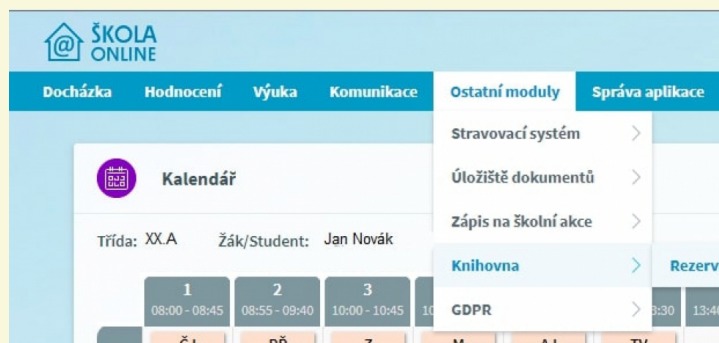 ŠKOLA
ONLINE
Docházka Hodnocení Výuka Komunikace Ostatní moduly Správa aplikace
Stravovací systém
Kalendář
Úložiště dokumentů
Zápis na školní akce
Třída: XX.A Žák/Student: Jan Novák
Knihovna Rezerv
1 2 3
08:00 - 08:45 08:55 - 09:40 10:00 - 10:45
GDPR